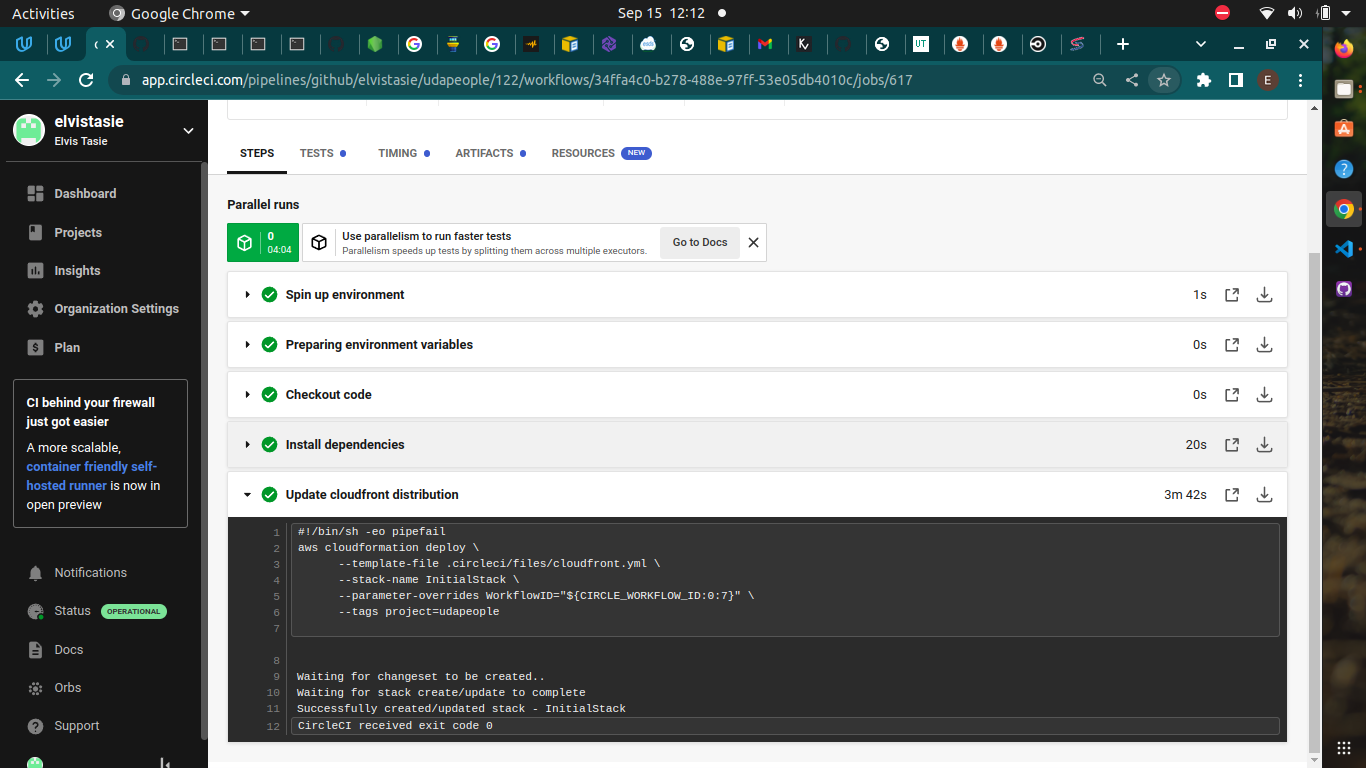 Activities
Google Chrome
Sep 15 12:12
app.circleci.com/pipelines/github/elvistasie/udapeople/122/workflows/34ffa4c0-b278-488e-97ff-53e05db4010c/jobs/617
E
elvistasie
Elvis Tasie
Dashboard
Projects
Insights
Organization Settings
Plan
CI behind your firewall
just got easier
A more scalable,
container friendly self-
hosted runner is now in
open preview
Notifications
Status OPERATIONAL
Docs
Orbs
Support
STEPS TESTS TIMING ARTIFACTS RESOURCES NEW
Parallel runs
0
04:04
Use parallelism to run faster tests
Parallelism speeds up tests by splitting them across multiple executors.
Go to Docs
Spin up environment 1s
Preparing environment variables 0s
Checkout code 0s
Install dependencies 20s
Update cloudfront distribution 3m 42s
1 #!/bin/sh -eo pipefail
2 aws cloudformation deploy \
3 --template-file .circleci/files/cloudfront.yml \
4 --stack-name InitialStack \
5 --parameter-overrides WorkflowID="${CIRCLE_WORKFLOW_ID:0:7}" \
6 --tags project=udapeople
7
8
9 Waiting for changeset to be created..
10 Waiting for stack create/update to complete
11 Successfully created/updated stack - InitialStack
12 CircleCI received exit code 0